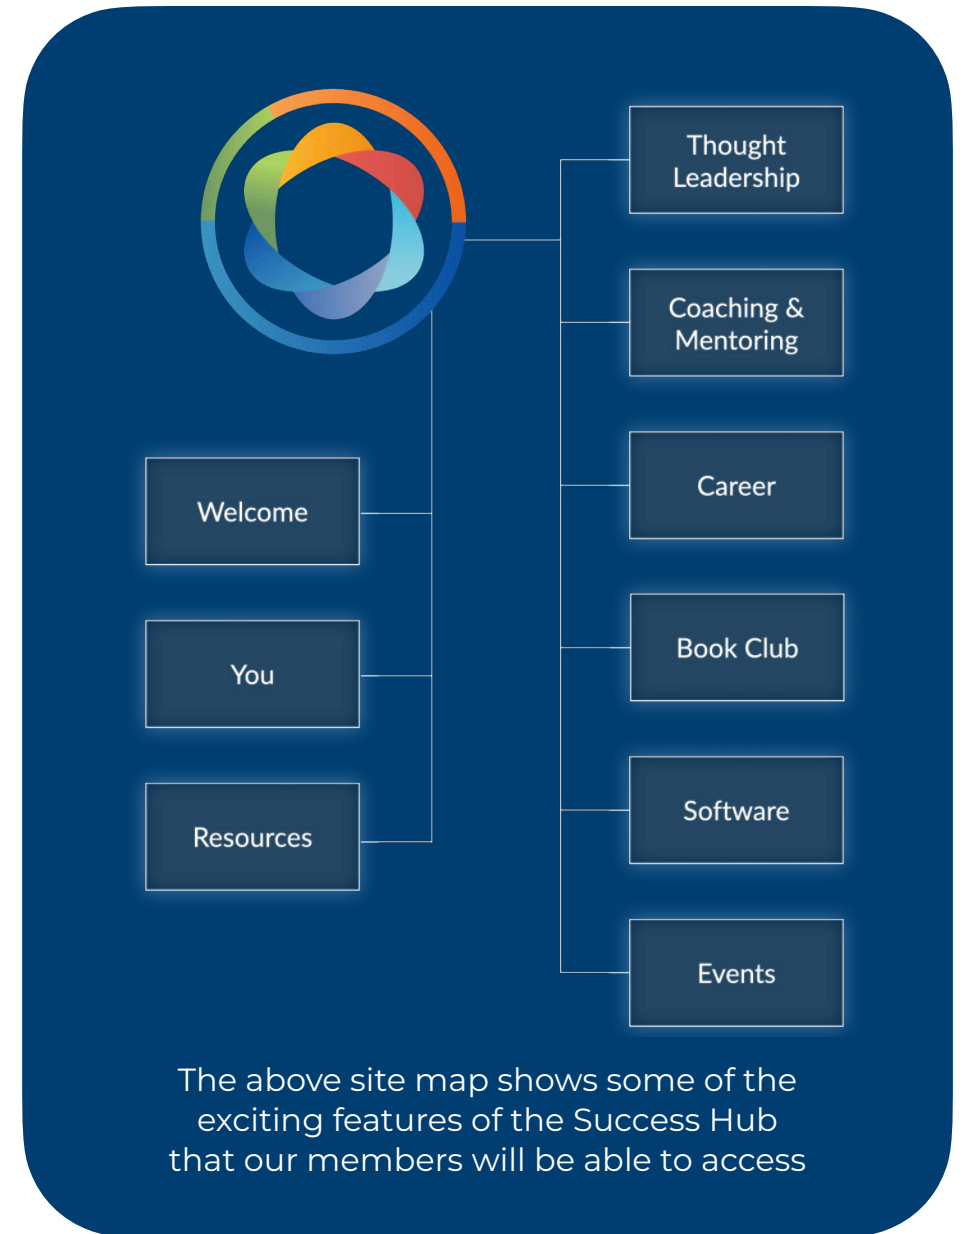 Thought
Leadership
Coaching &
Mentoring
Career
Book Club
Software
Events
Welcome
You
Resources
The above site map shows some of the
exciting features of the Success Hub
that our members will be able to access